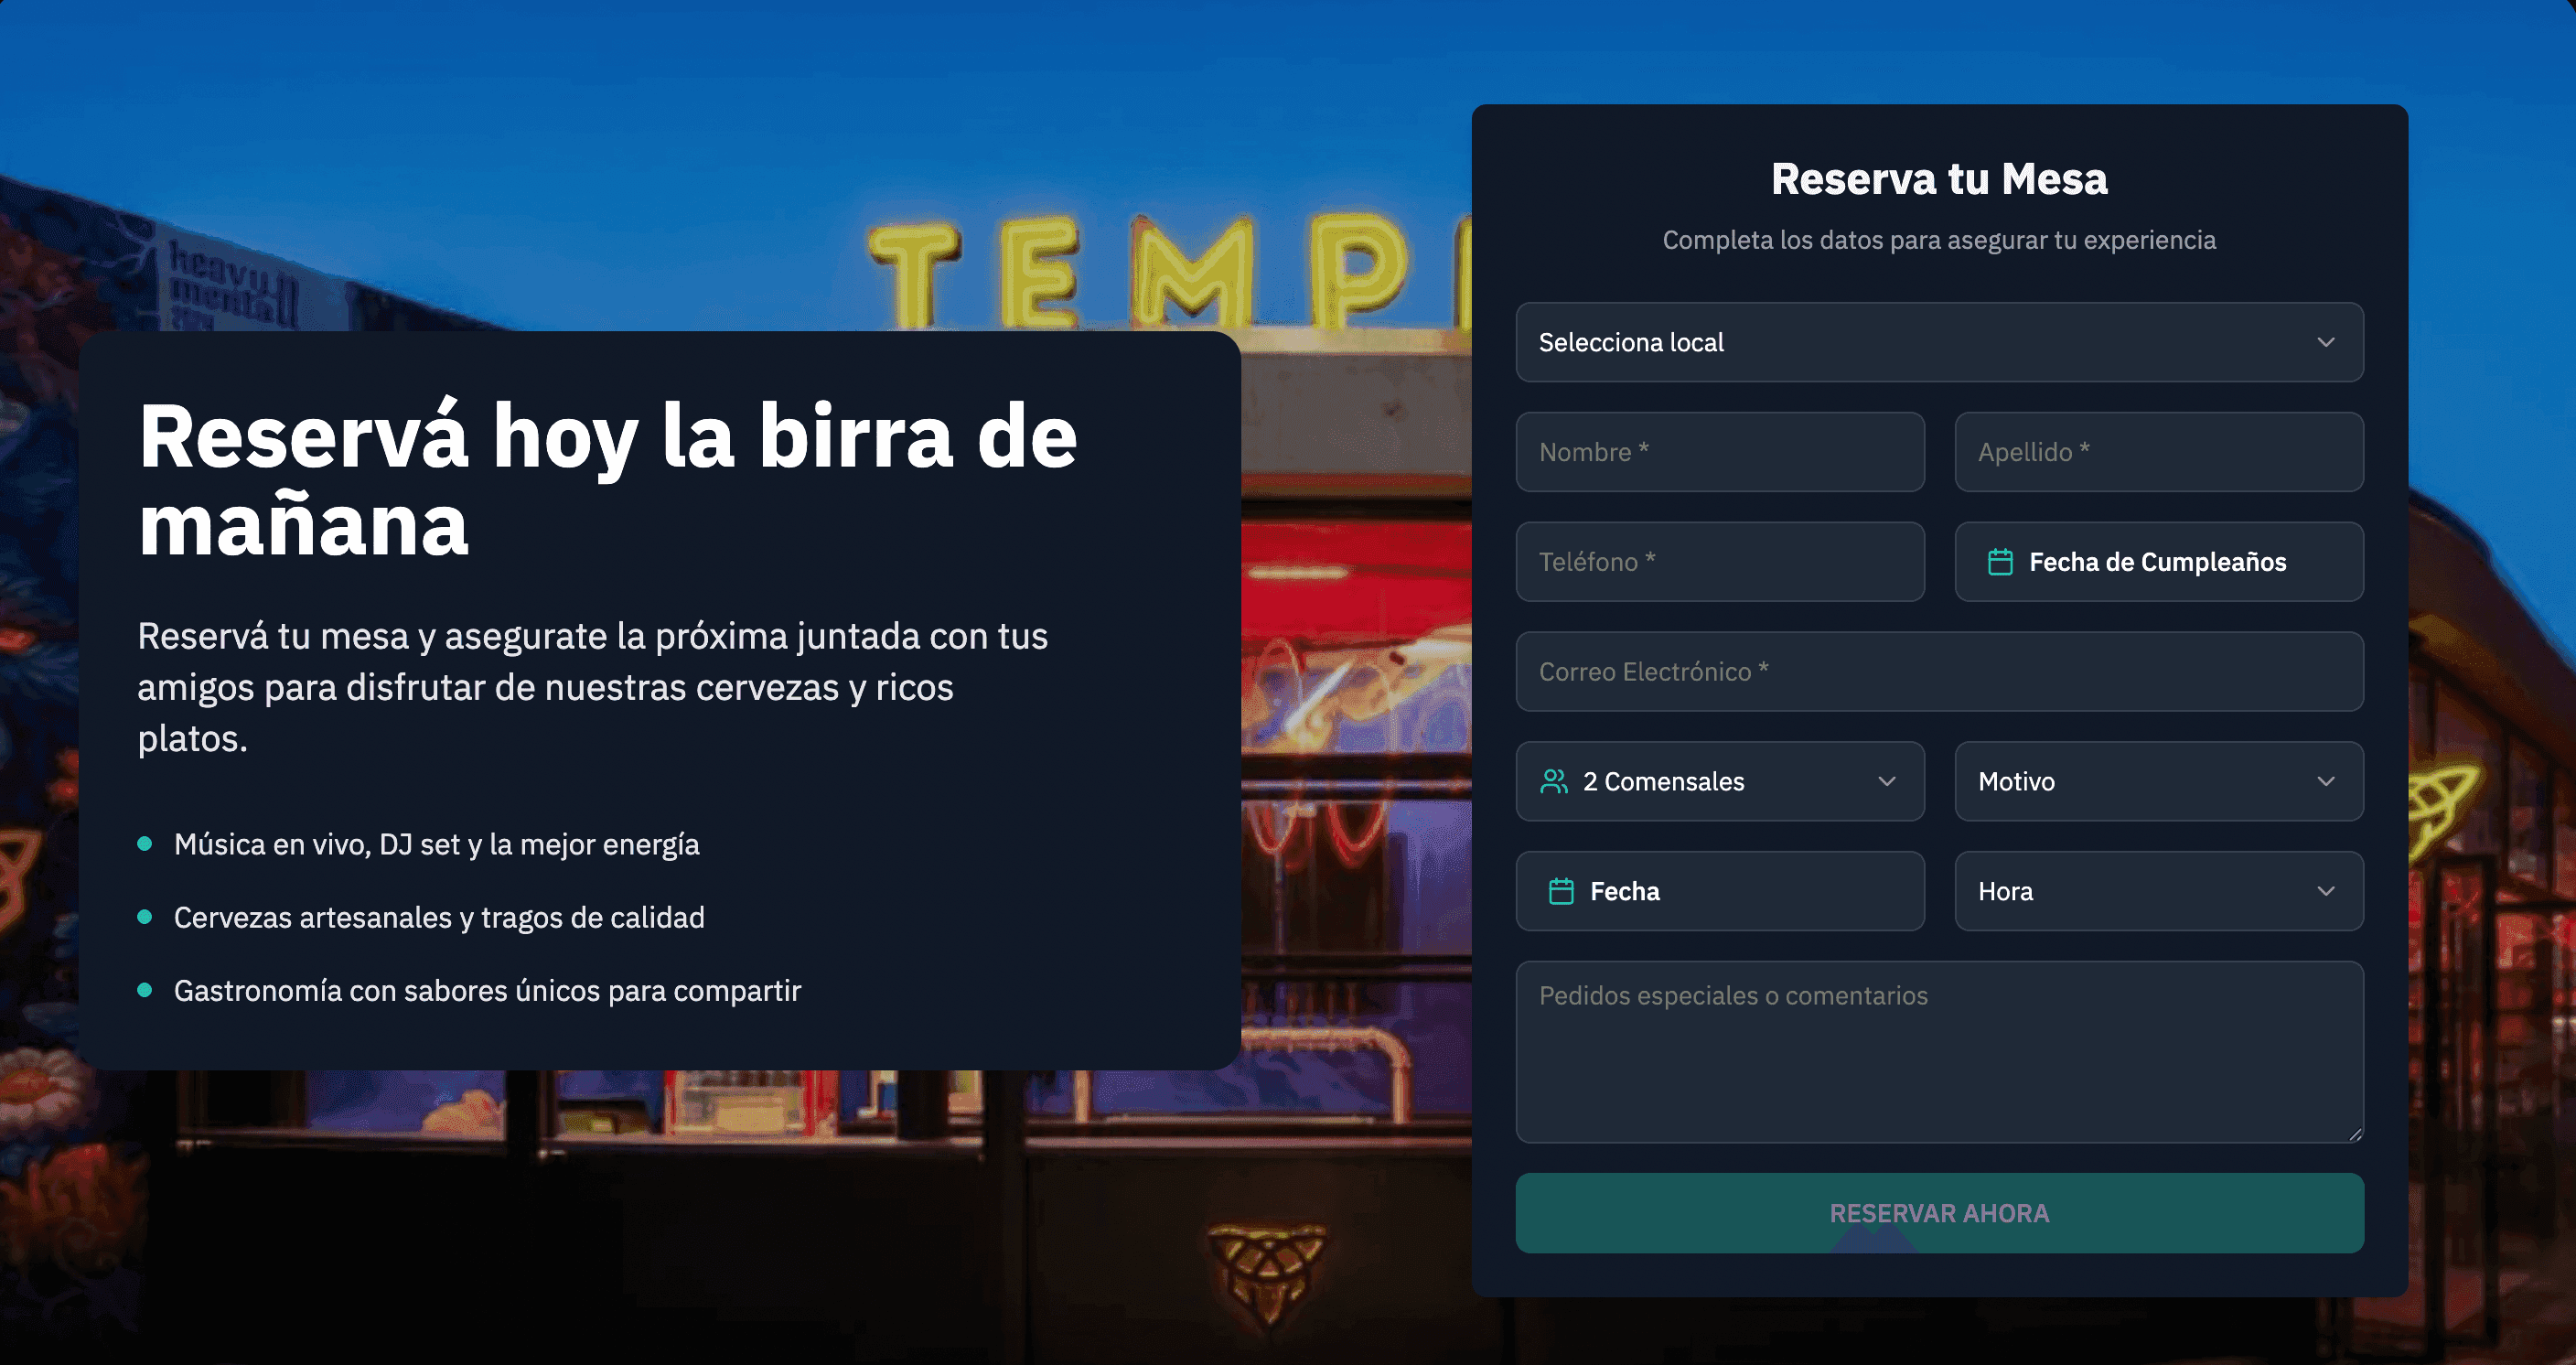 heavy
mental
TEMP
Reservá hoy la birra de
mañana
Reservá tu mesa y asegurate la próxima juntada con tus
amigos para disfrutar de nuestras cervezas y ricos
platos.
Música en vivo, DJ set y la mejor energía
Cervezas artesanales y tragos de calidad
Gastronomía con sabores únicos para compartir
Reserva tu Mesa
Completa los datos para asegurar tu experiencia
Selecciona local
Nombre *
Apellido *
Teléfono *
Fecha de Cumpleaños
Correo Electrónico *
2 Comensales
Motivo
Fecha
Hora
Pedidos especiales o comentarios
RESERVAR AHORA